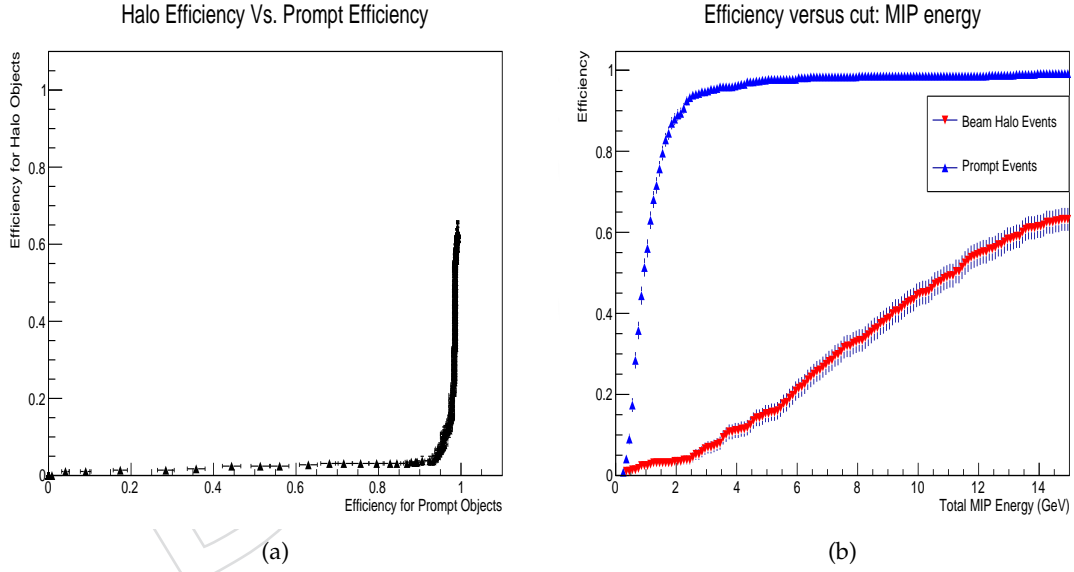 Halo Efficiency Vs. Prompt Efficiency
Efficiency for Halo Objects
1
0.8
0.6
0.4
0.2
0
0 0.2 0.4 0.6 0.8 1
Efficiency for Prompt Objects
(a)
Efficiency versus cut: MIP energy
Efficiency
1
0.8
0.6
0.4
0.2
0
Beam Halo Events
Prompt Events
0 2 4 6 8 10 12 14
Total MIP Energy (GeV)
(b)